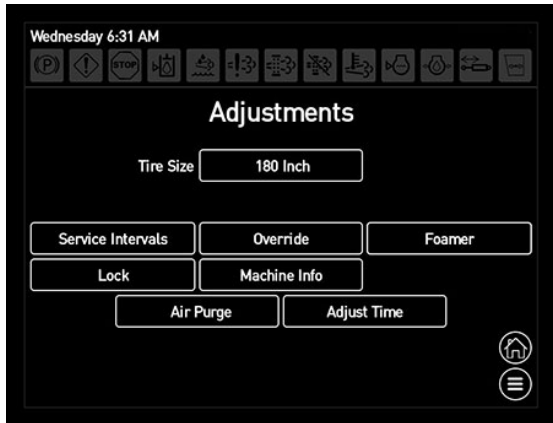 Wednesday 6:31 AM
(P) STOP
Adjustments
Tire Size 180 Inch
Service Intervals Override Foamer
Lock Machine Info
Air Purge Adjust Time